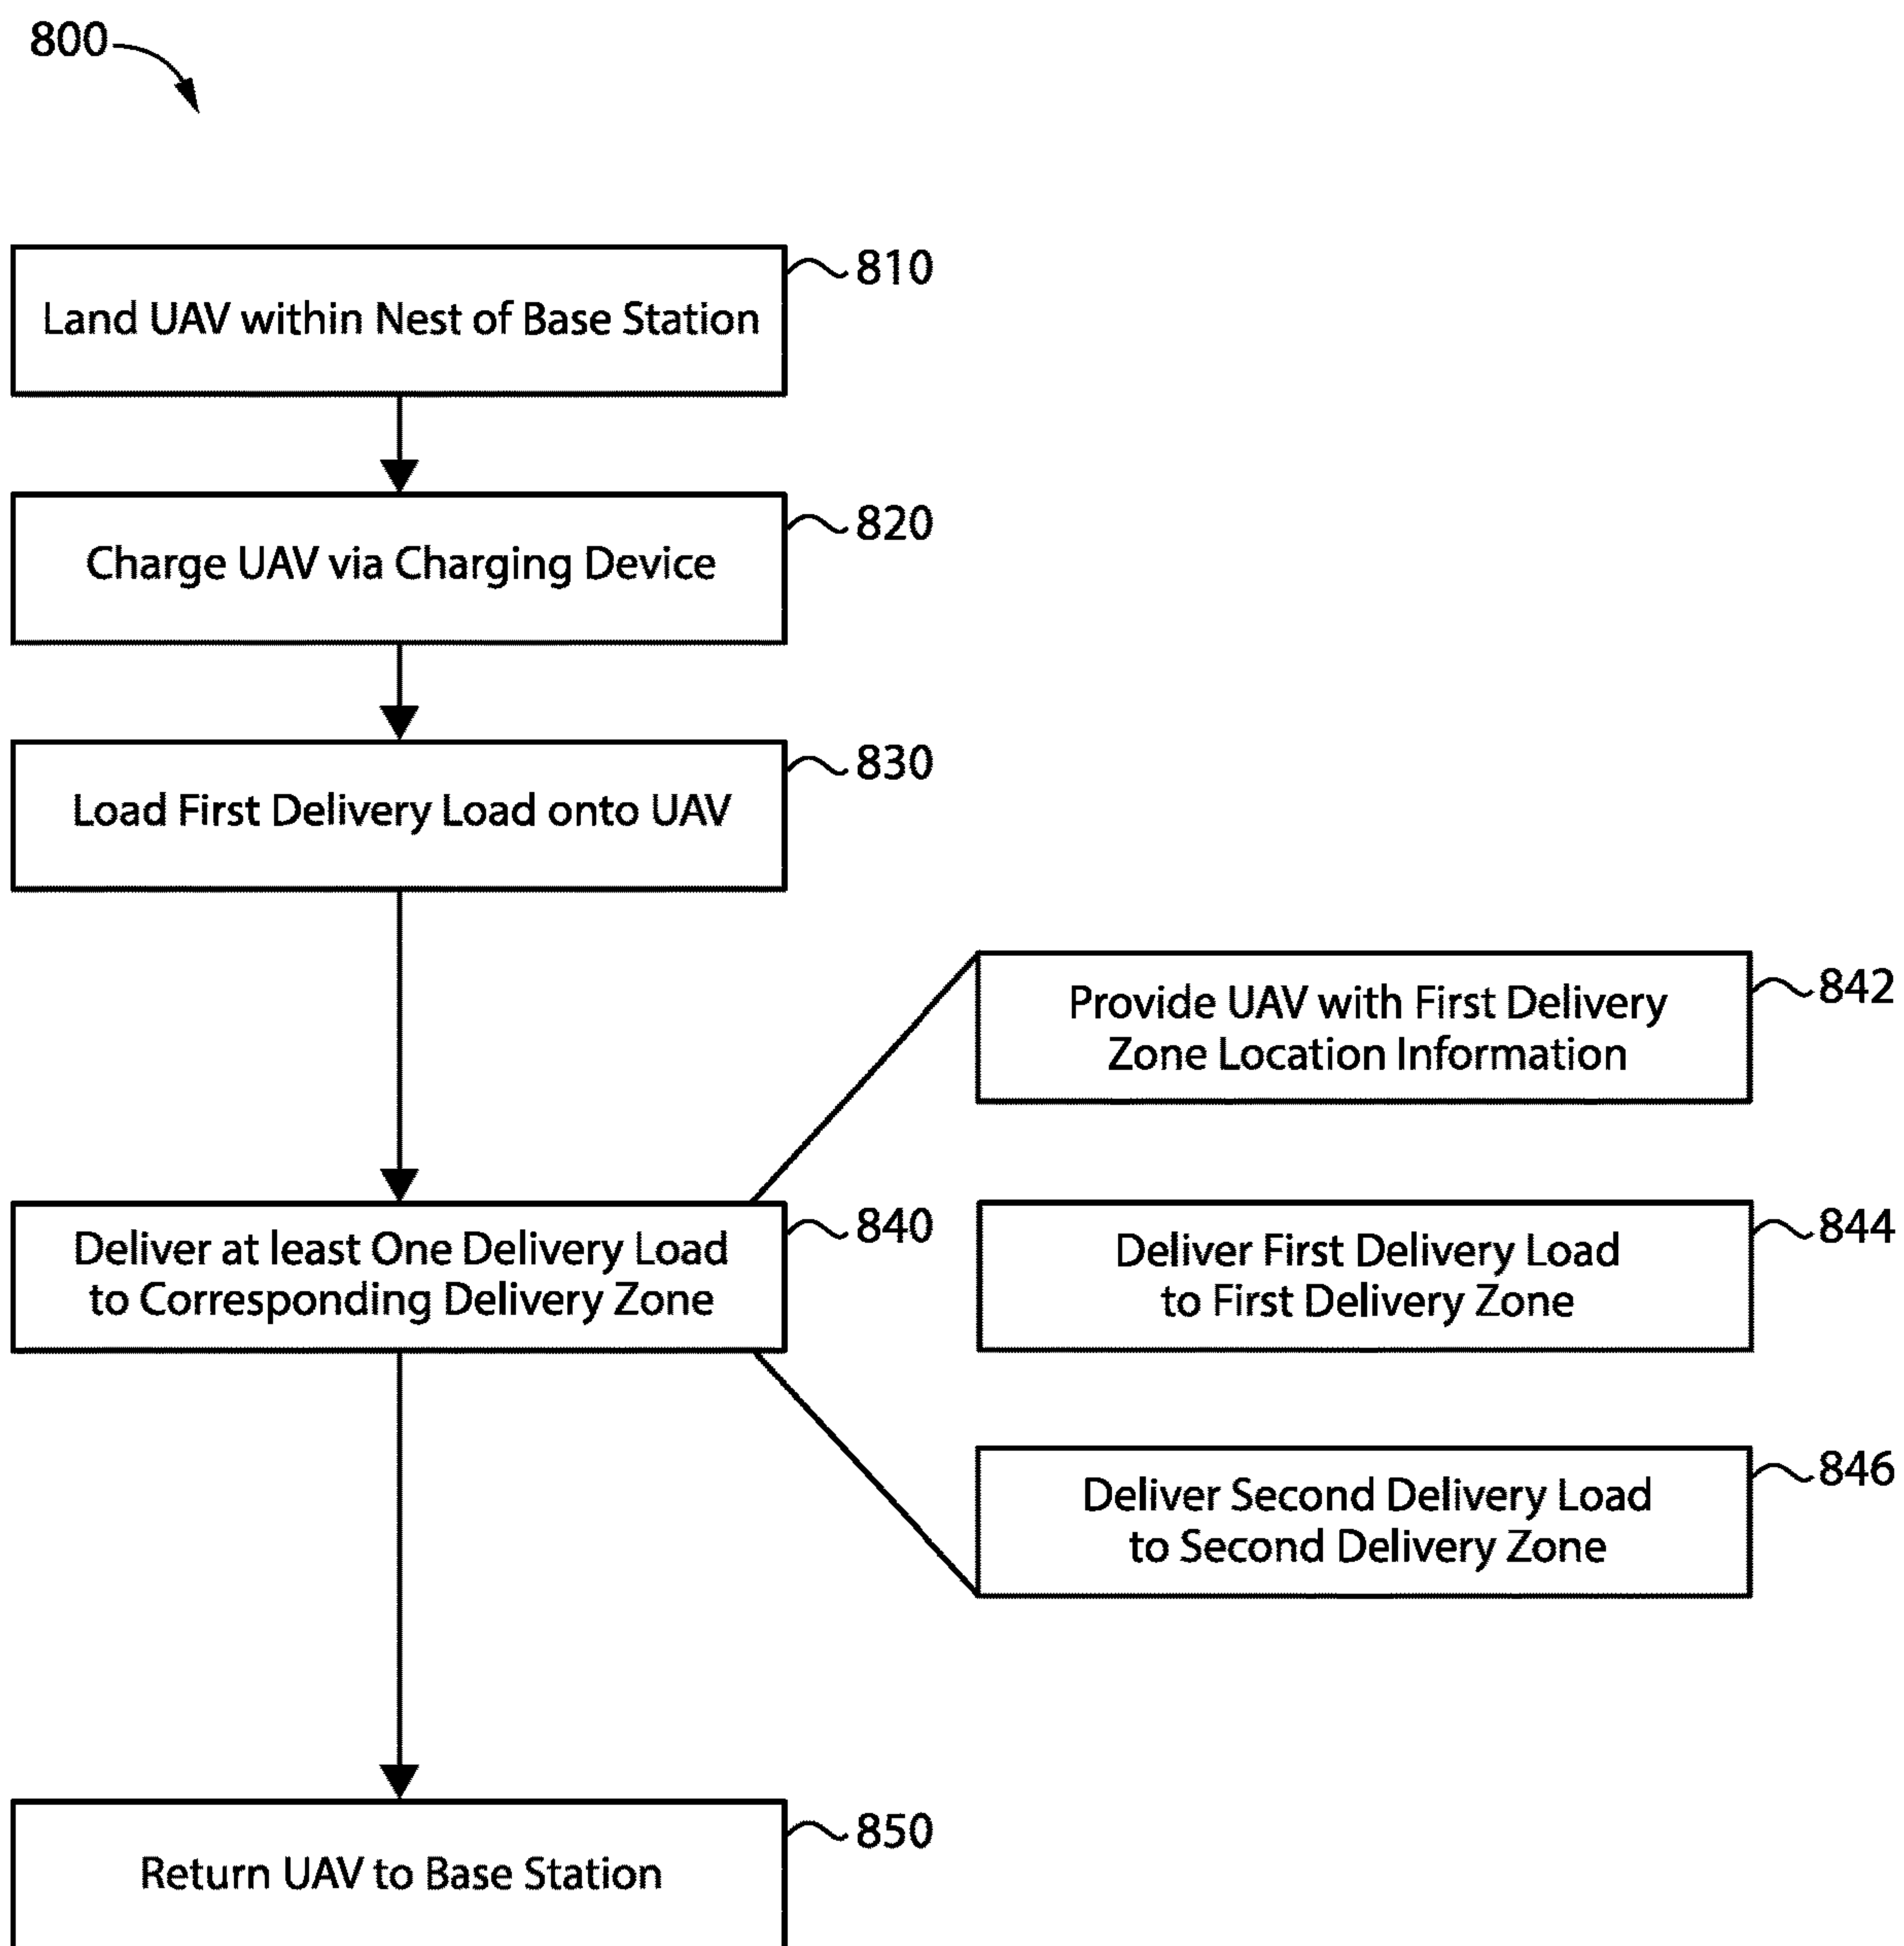 800
810
Land UAV within Nest of Base Station
820
Charge UAV via Charging Device
830
Load First Delivery Load onto UAV
842
Provide UAV with First Delivery
Zone Location Information
840
Deliver at least One Delivery Load
to Corresponding Delivery Zone
844
Deliver First Delivery Load
to First Delivery Zone
846
Deliver Second Delivery Load
to Second Delivery Zone
850
Return UAV to Base Station